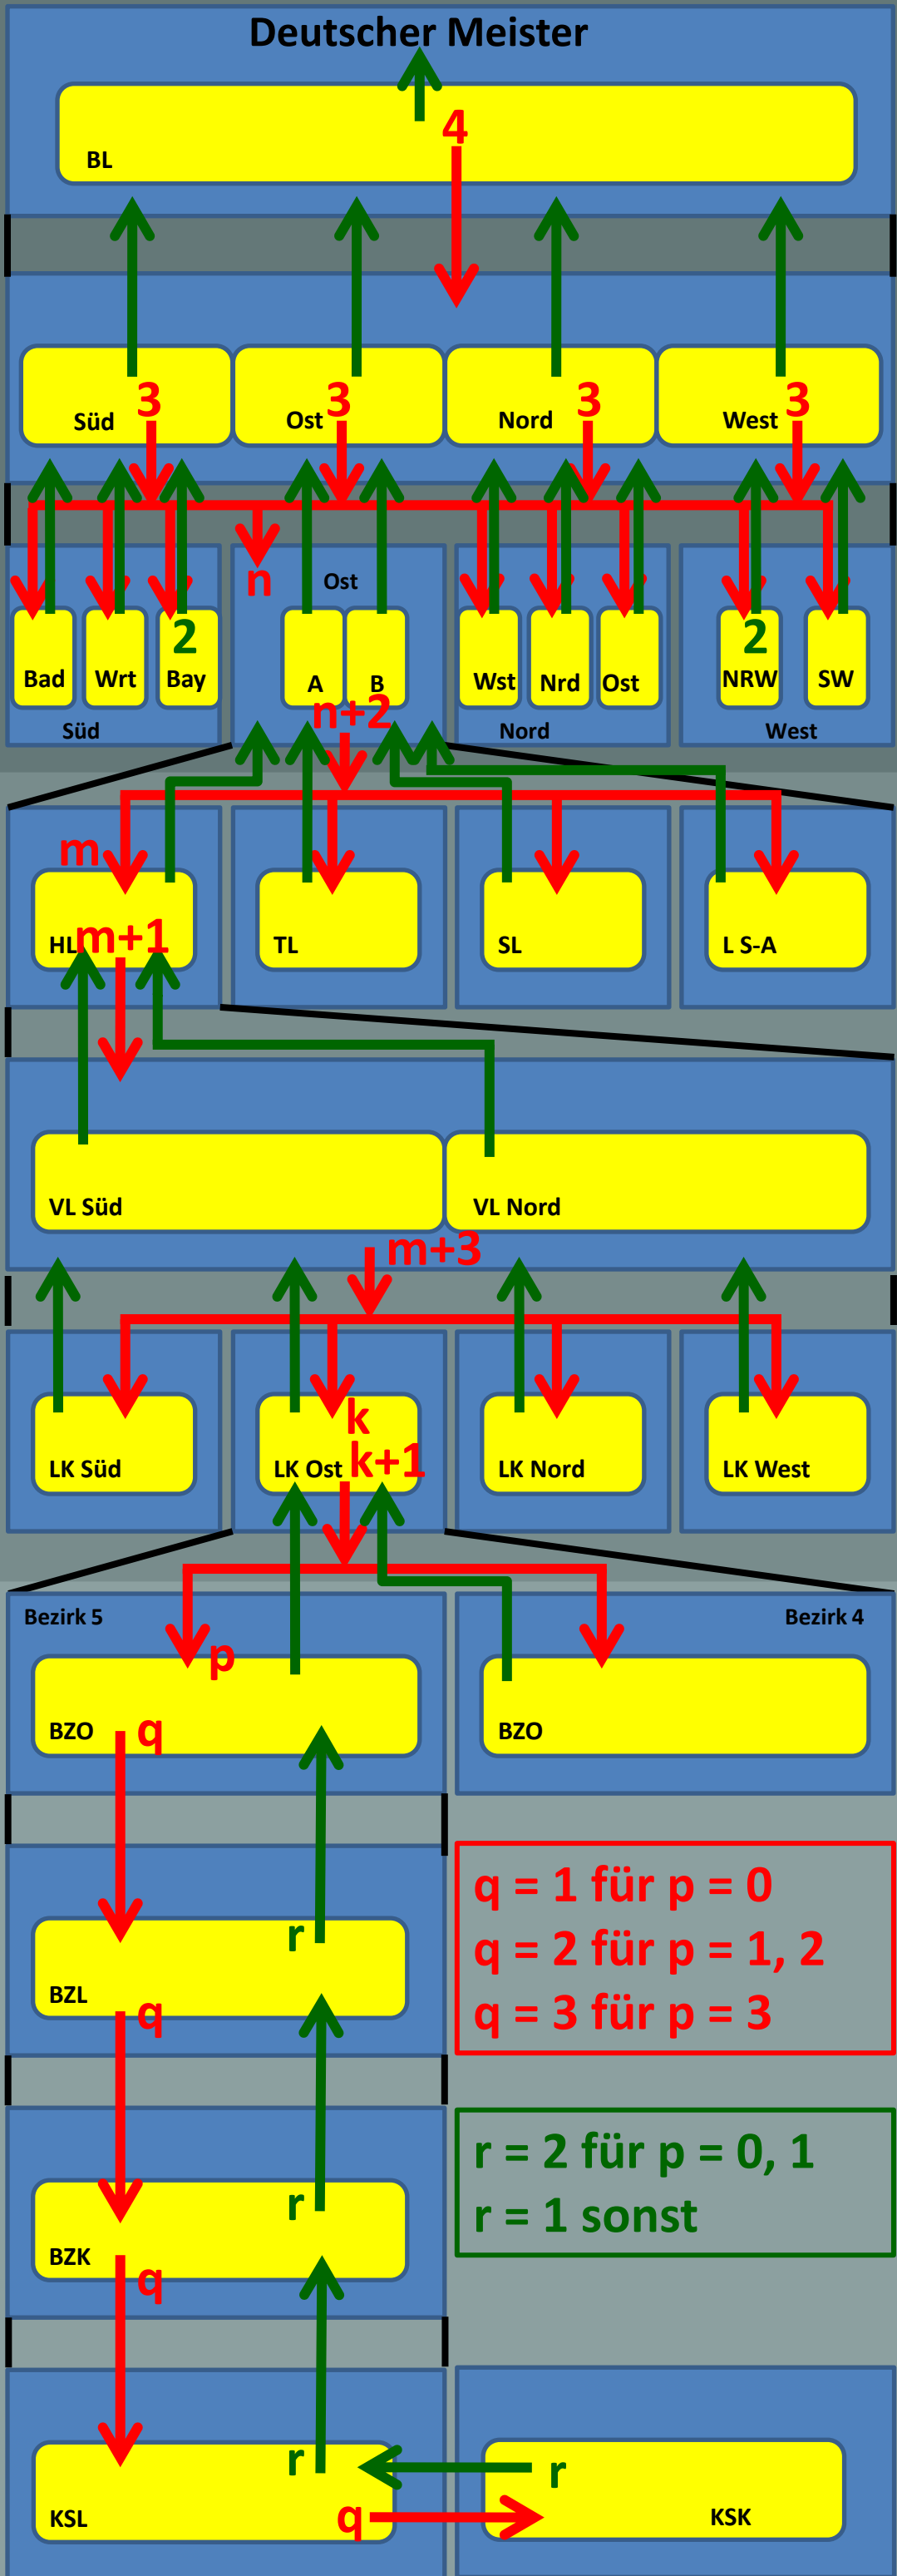 Deutscher Meister
4
BL
Süd 3
Ost 3
Nord 3
West 3
n
Ost
2
2
Bad
Wrt
Bay
A
B
Wst
Nrd
Ost
NRW
SW
n+2
Süd
Nord
West
m
HL
m+1
TL
SL
L S-A
VL Süd
VL Nord
m+3
k
LK Süd
LK Ost
k+1
LK Nord
LK West
Bezirk 5
Bezirk 4
p
BZO
q
BZO
q = 1 für p = 0
q = 2 für p = 1, 2
q = 3 für p = 3
r
BZL
q
r = 2 für p = 0, 1
r = 1 sonst
r
BZK
q
r
r
KSL
q
KSK